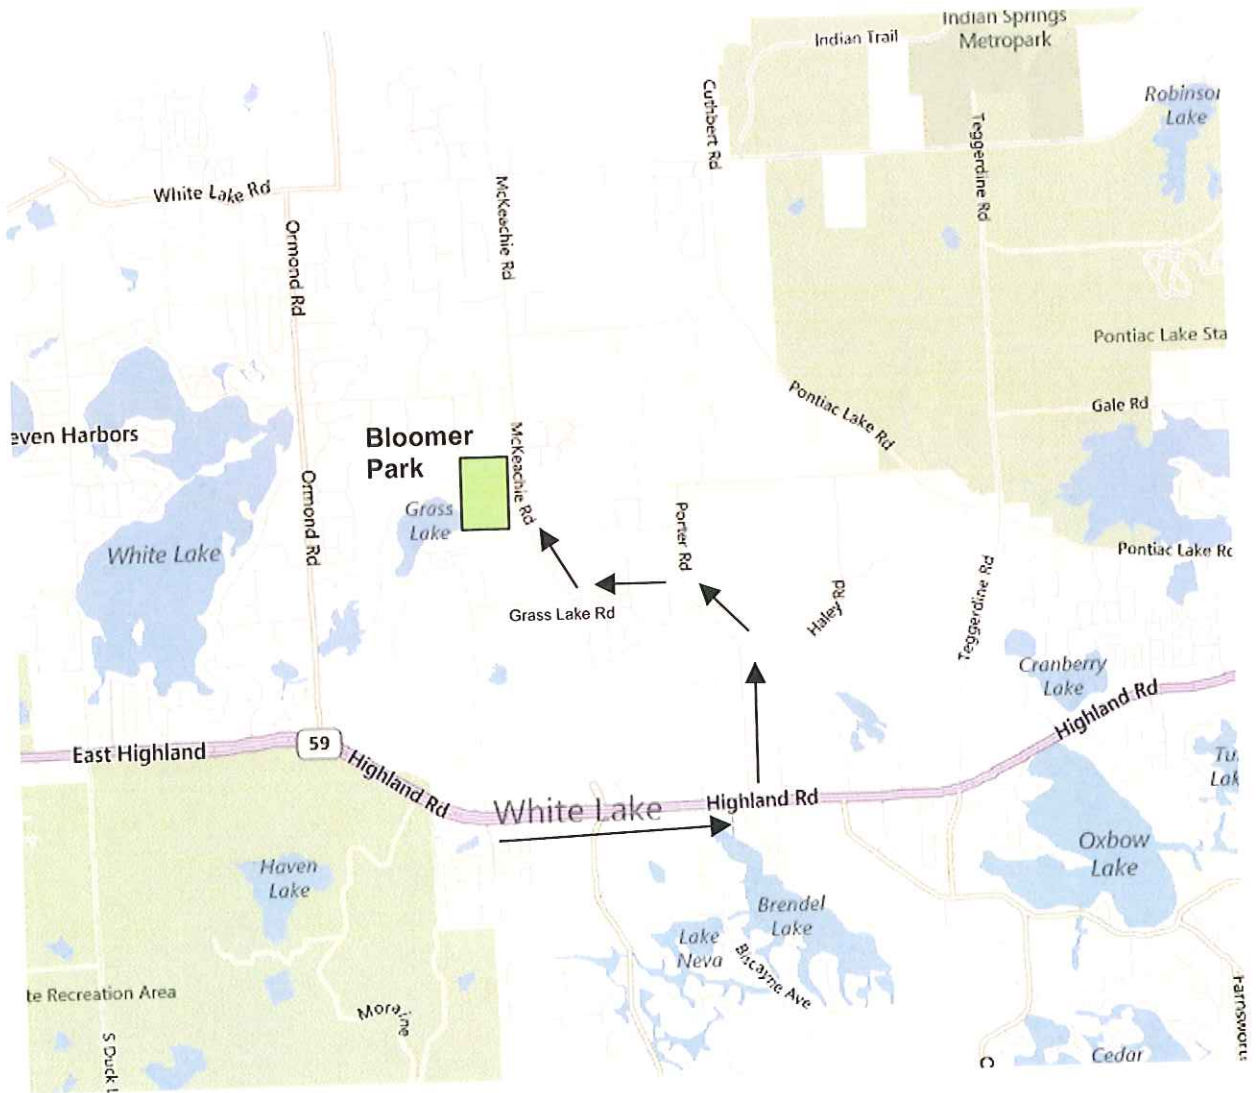 Indian Springs
Metropark
Indian Trail
Cuthbert Rd
Teggerdine Rd
Lake
White Lake Rd
McKeachie Rd
Ormond Rd
Pontiac Lake Sta
Pontiac Lake Rd
Gale Rd
even Harbors
Bloomer
Park
McKeachie Rd
Grass
Lake
Ormond Rd
White Lake
Porter Rd
Pontiac Lake Rd
Haley Rd
Teggerdine Rd
Grass Lake Rd
Cranberry
Lake
Highland Rd
East Highland
59
Highland Rd
White Lake
Highland Rd
Tu
Lak
Oxbow
Lake
Haven
Lake
Brendel
Lake
Lake
Neva
Biscayne Ave
te Recreation Area
Moraine
S Duck L
Farnsworth
C
Cedar